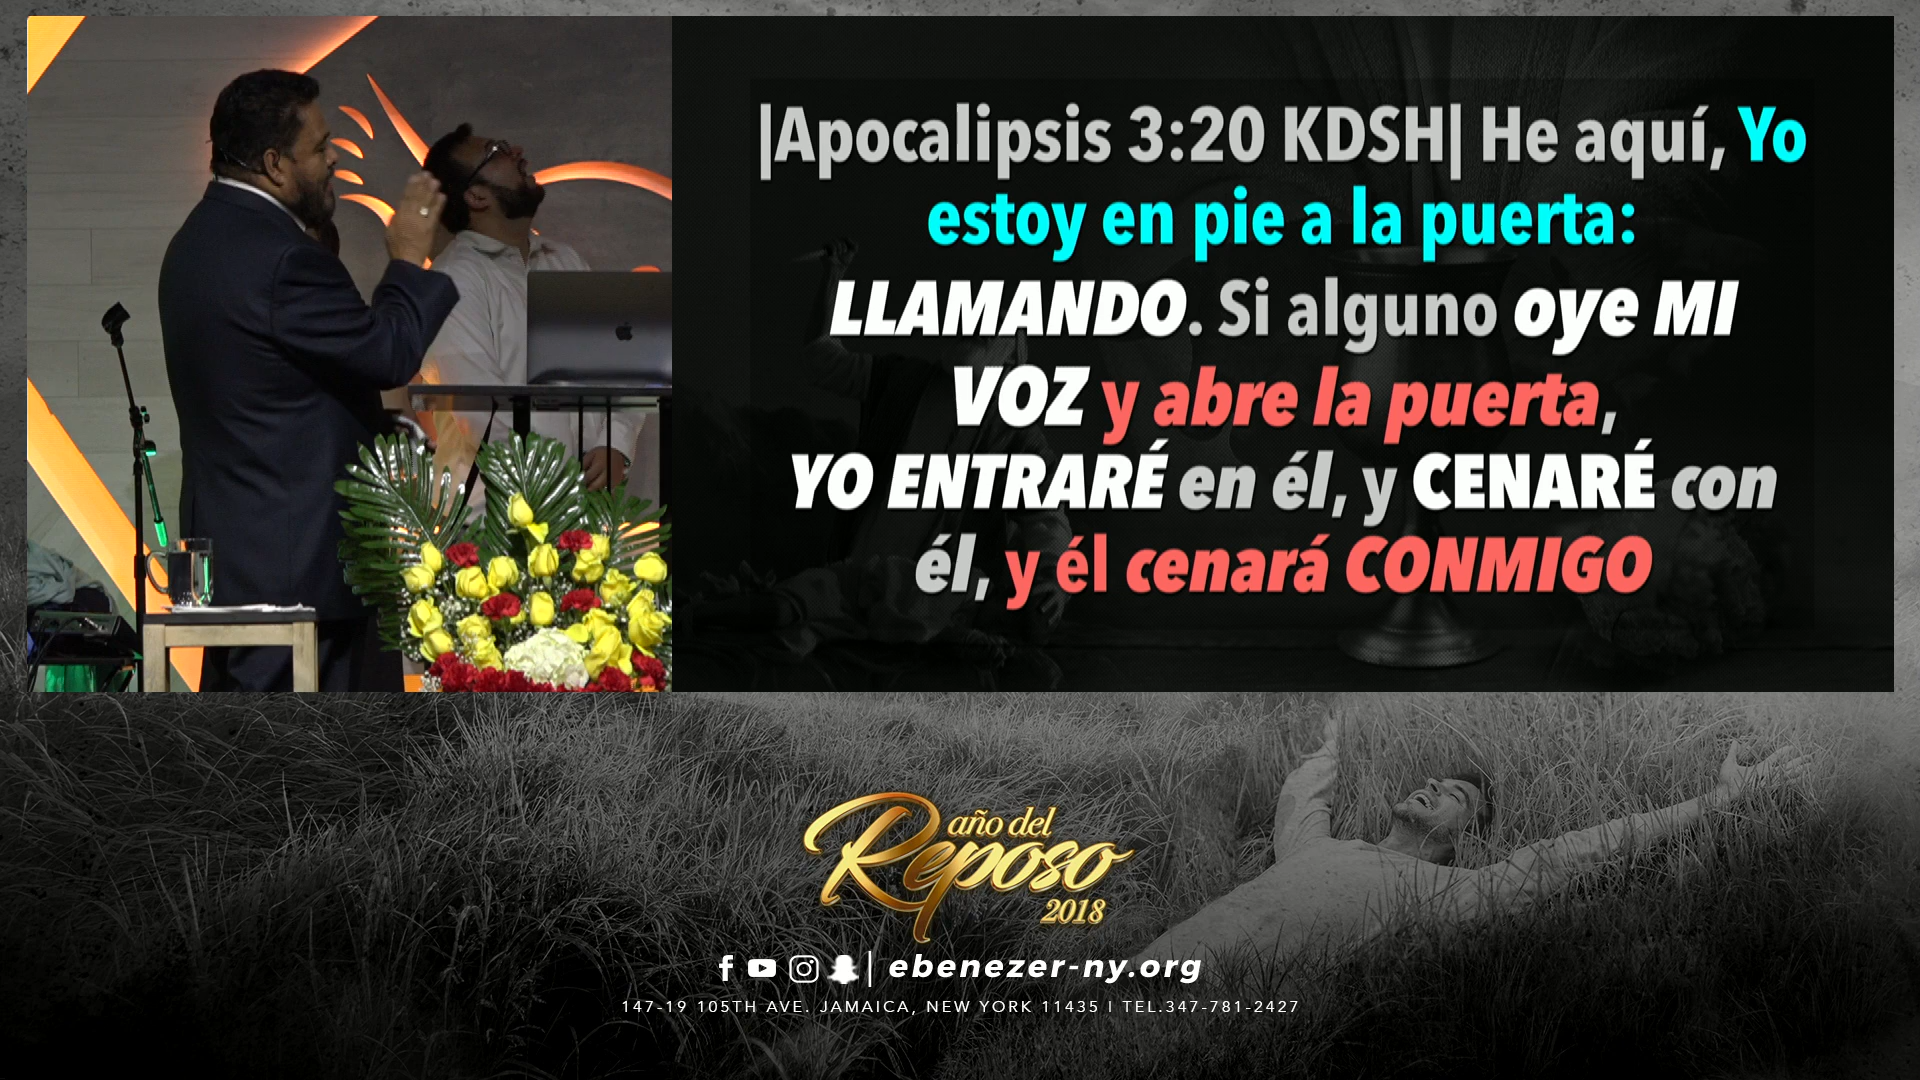 |Apocalipsis 3:20 KDSH| He aquí, Yo
estoy en pie a la puerta:
LLAMANDO. Si alguno oye MI
VOZ y abre la puerta,
YO ENTRARÉ en él, y CENARÉ con
él, y él cenará CONMIGO
año del
Reposo
2018
ebenezer-ny.org
147-19 105TH AVE. JAMAICA, NEW YORK 11435 | TEL.347-781-2427